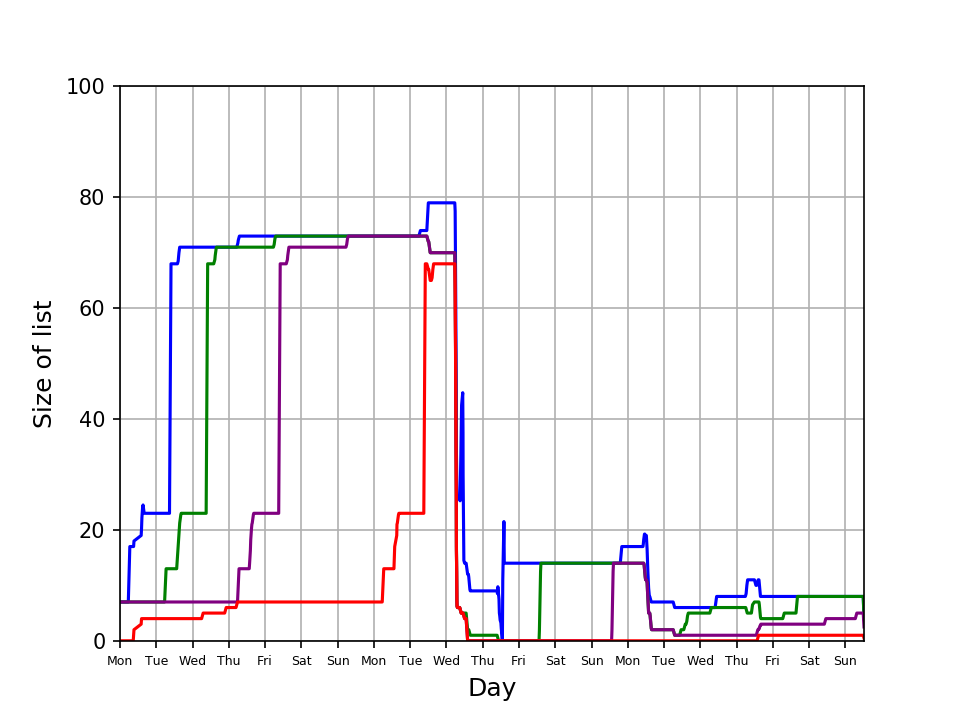 100
80
60
40
20
0
Size of list
Mon Tue Wed Thu Fri Sat Sun Mon Tue Wed Thu Fri Sat Sun Mon Tue Wed Thu Fri Sat Sun
Day